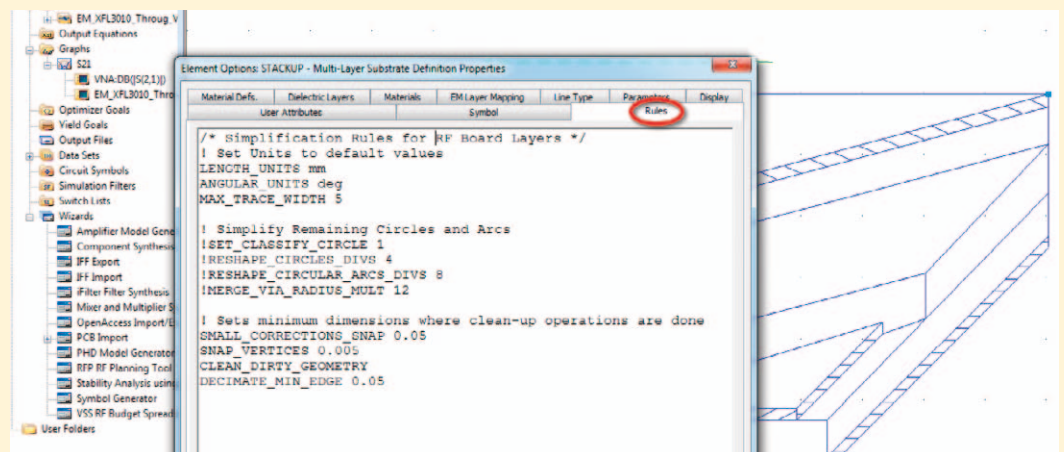 EM_XFL3010_Throug_V
Output Equations
Graphs
S21
VNA:DB(|S(2,1)|)
EM_XFL3010_Thro
Optimizer Goals
Yield Goals
Output Files
Data Sets
Circuit Symbols
Simulation Filters
Switch Lists
Wizards
Amplifier Model Gene
Component Synthesis
IFF Export
IFF Import
iFilter Filter Synthesis
Mixer and Multiplier S
OpenAccess Import/E
PCB Import
PHD Model Generator
RFP RF Planning Tool
Stability Analysis using
Symbol Generator
VSS RF Budget Spread
User Folders
Element Options: STACKUP - Multi-Layer Substrate Definition Properties
Material Defs. Dielectric Layers Materials EM Layer Mapping Line Type Parameters Display
User Attributes Symbol Rules
/* Simplification Rules for RF Board Layers */
! Set Units to default values
LENGTH_UNITS mm
ANGULAR_UNITS deg
MAX_TRACE_WIDTH 5
! Simplify Remaining Circles and Arcs
!SET_CLASSIFY_CIRCLE 1
!RESHAPE_CIRCLES_DIVS 4
!RESHAPE_CIRCULAR_ARCS_DIVS 8
!MERGE_VIA_RADIUS_MULT 12
! Sets minimum dimensions where clean-up operations are done
SMALL_CORRECTIONS_SNAP 0.05
SNAP_VERTICES 0.005
CLEAN_DIRTY_GEOMETRY
DECIMATE_MIN_EDGE 0.05